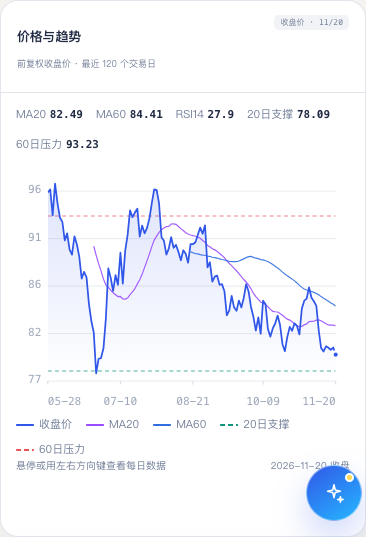 收盘价 · 11/20
价格与趋势
前复权收盘价 · 最近 120 个交易日
MA20 82.49 MA60 84.41 RSI14 27.9 20日支撑 78.09
60日压力 93.23
96
91
86
82
77
05-28 07-10 08-21 10-09 11-20
收盘价 MA20 MA60 20日支撑
60日压力
悬停或用左右方向键查看每日数据 2026-11-20 收盘